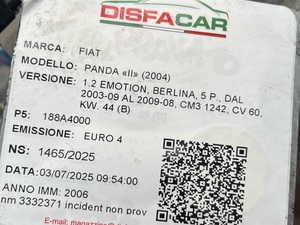 DISFACAR
MARCA: FIAT
MODELLO: PANDA «II» (2004)
VERSIONE: 1.2 EMOTION, BERLINA, 5 P., DAL
2003-09 AL 2009-08, CM3 1242, CV 60,
KW. 44 (B)
P5: 188A4000
EMISSIONE: EURO 4
NS: 1465/2025
DATA: 03/07/2025 09:54:00
ANNO IMM: 2006
nm 3332371 incident non prov
E-mail: